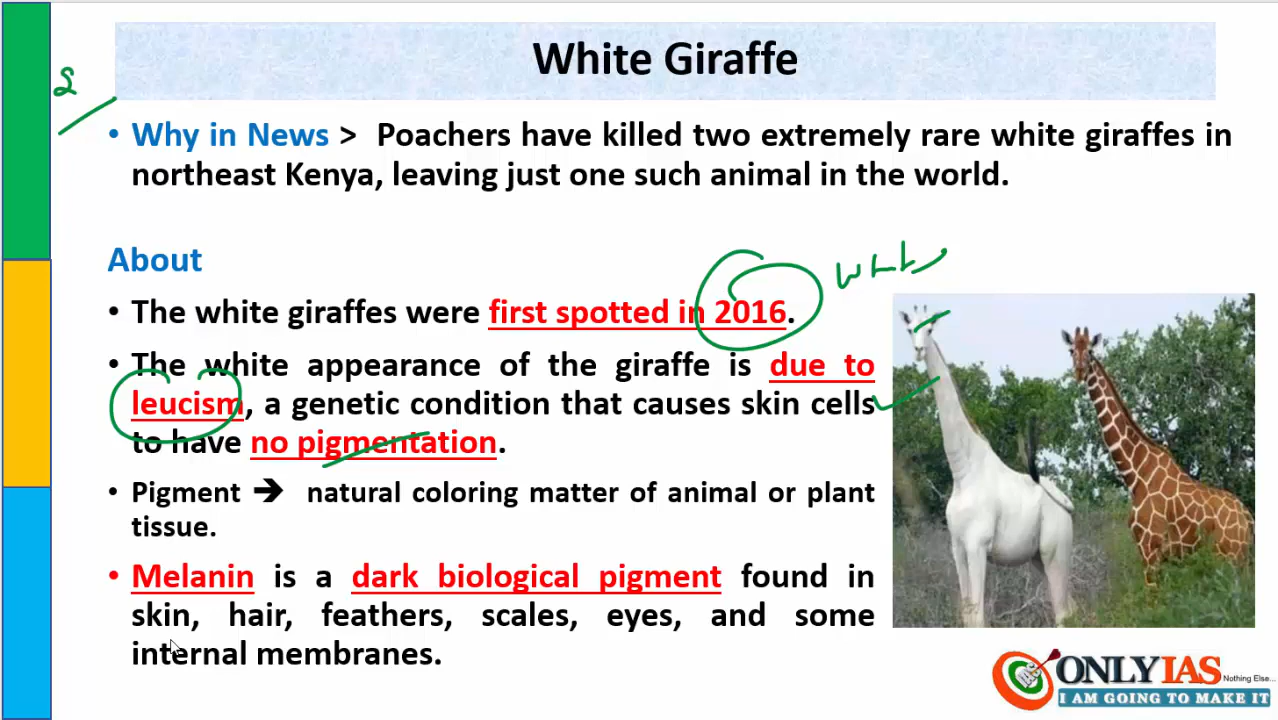 White Giraffe
2
• Why in News > Poachers have killed two extremely rare white giraffes in
northeast Kenya, leaving just one such animal in the world.
About
• The white giraffes were first spotted in 2016.
• The white appearance of the giraffe is due to
leucism, a genetic condition that causes skin cells
to have no pigmentation.
• Pigment ➔ natural coloring matter of animal or plant
tissue.
• Melanin is a dark biological pigment found in
skin, hair, feathers, scales, eyes, and some
internal membranes.
ONLYIAS
Nothing Else...
I AM GOING TO MAKE IT